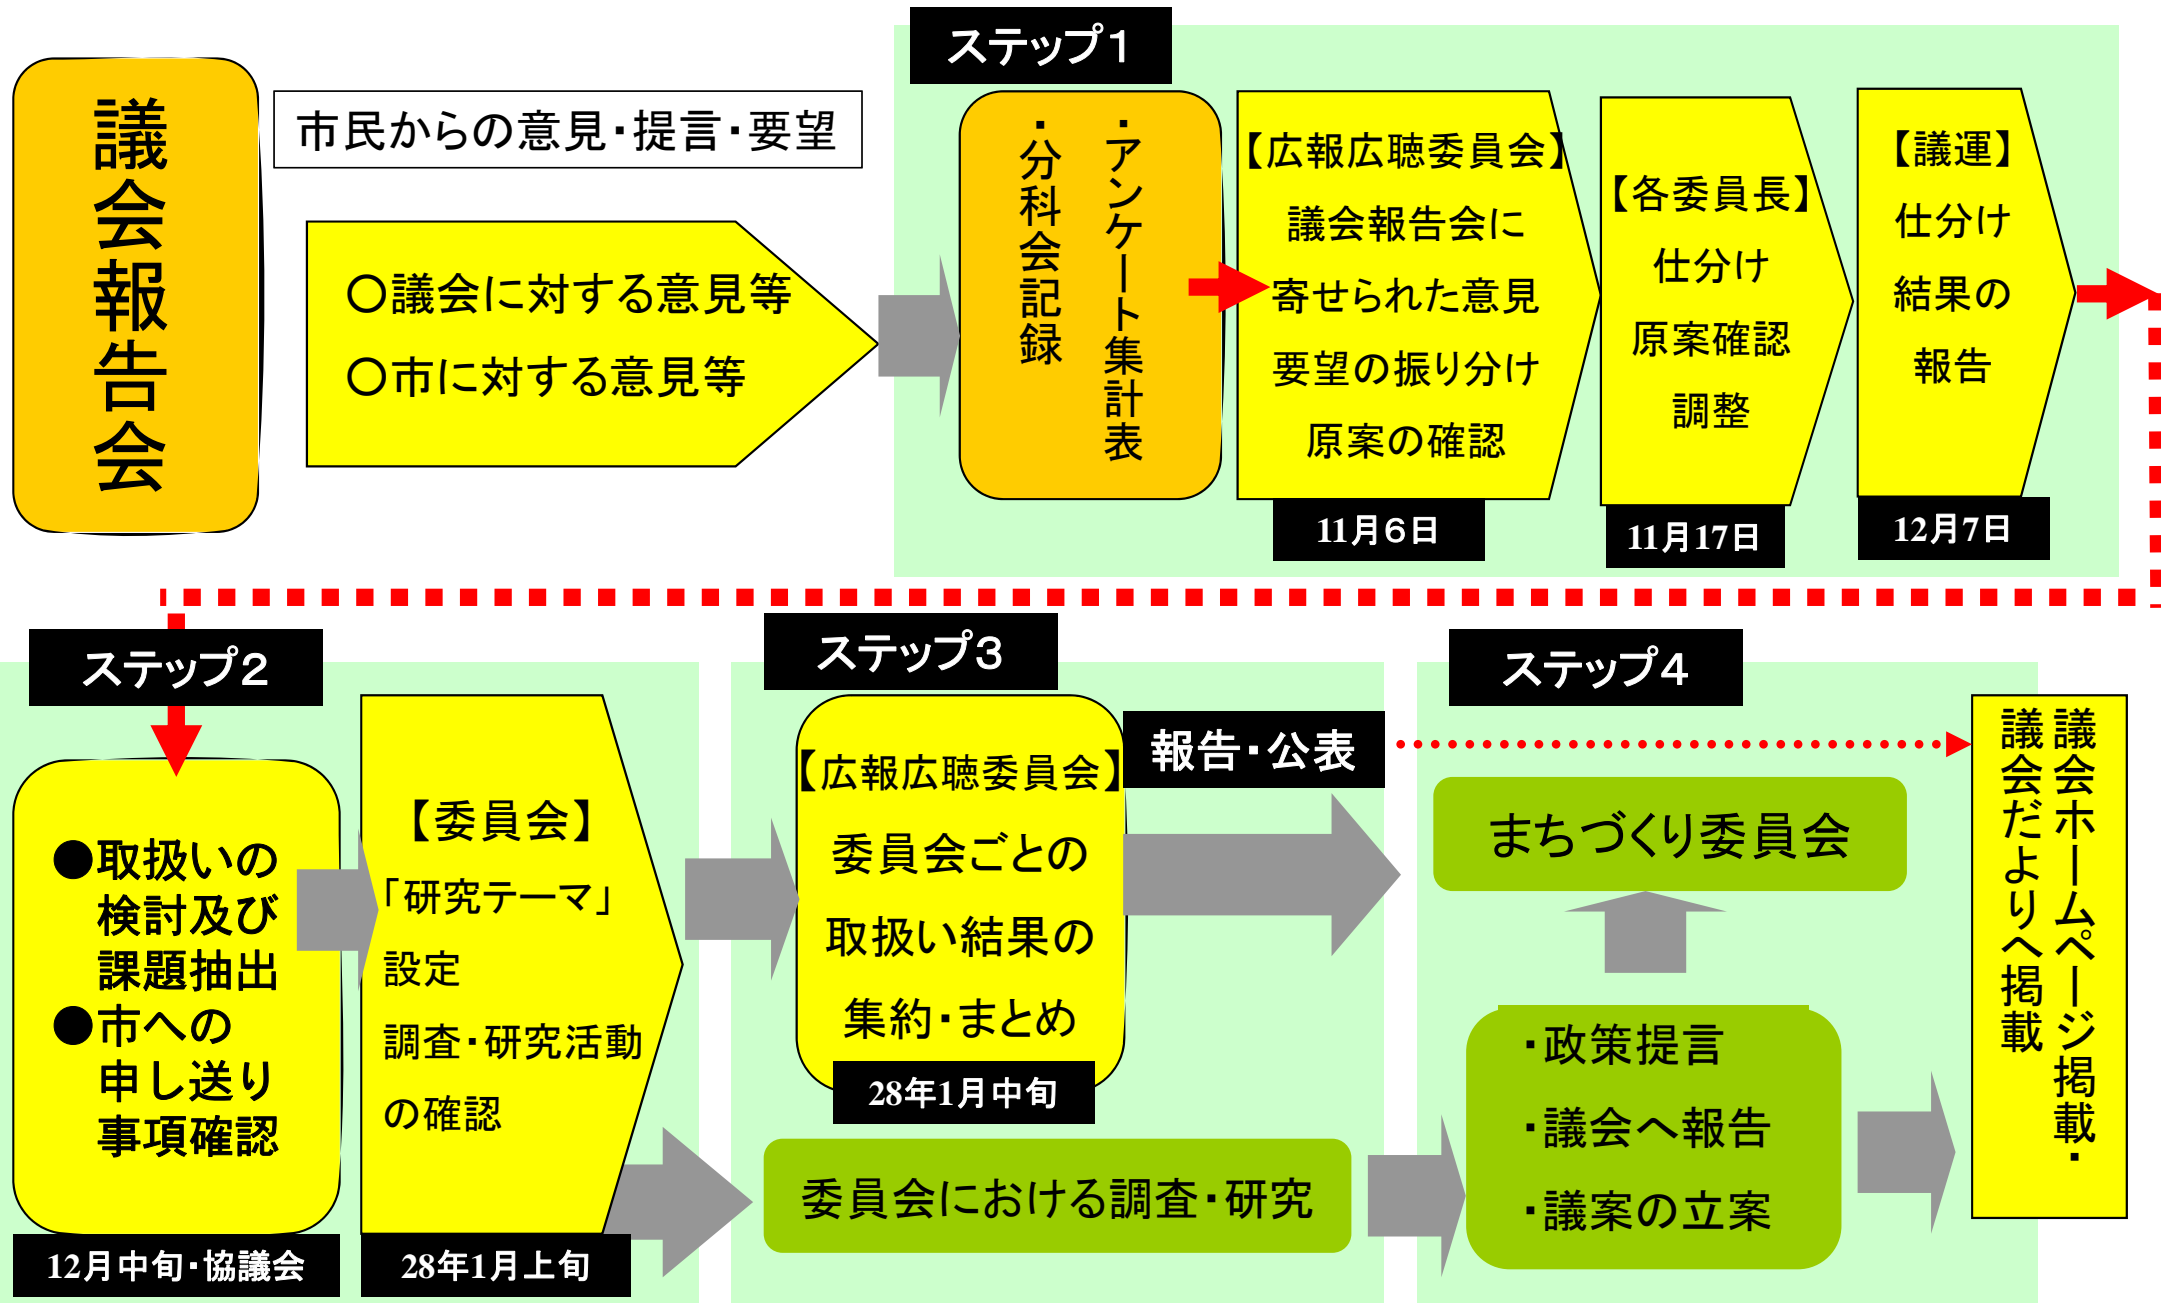 議会報告会
市民からの意見・提言・要望
〇議会に対する意見等
〇市に対する意見等
ステップ1
・アンケート集計表
・分科会記録
【広報広聴委員会】
議会報告会に
寄せられた意見
要望の振り分け
原案の確認
11月6日
【各委員長】
仕分け
原案確認
調整
11月17日
【議運】
仕分け
結果の
報告
12月7日
ステップ2
●取扱いの
検討及び
課題抽出
●市への
申し送り
事項確認
12月中旬・協議会
【委員会】
「研究テーマ」
設定
調査・研究活動
の確認
28年1月上旬
ステップ3
【広報広聴委員会】
委員会ごとの
取扱い結果の
集約・まとめ
28年1月中旬
報告・公表
委員会における調査・研究
ステップ4
まちづくり委員会
・政策提言
・議会へ報告
・議案の立案
議会ホームページ掲載・
議会だよりへ掲載